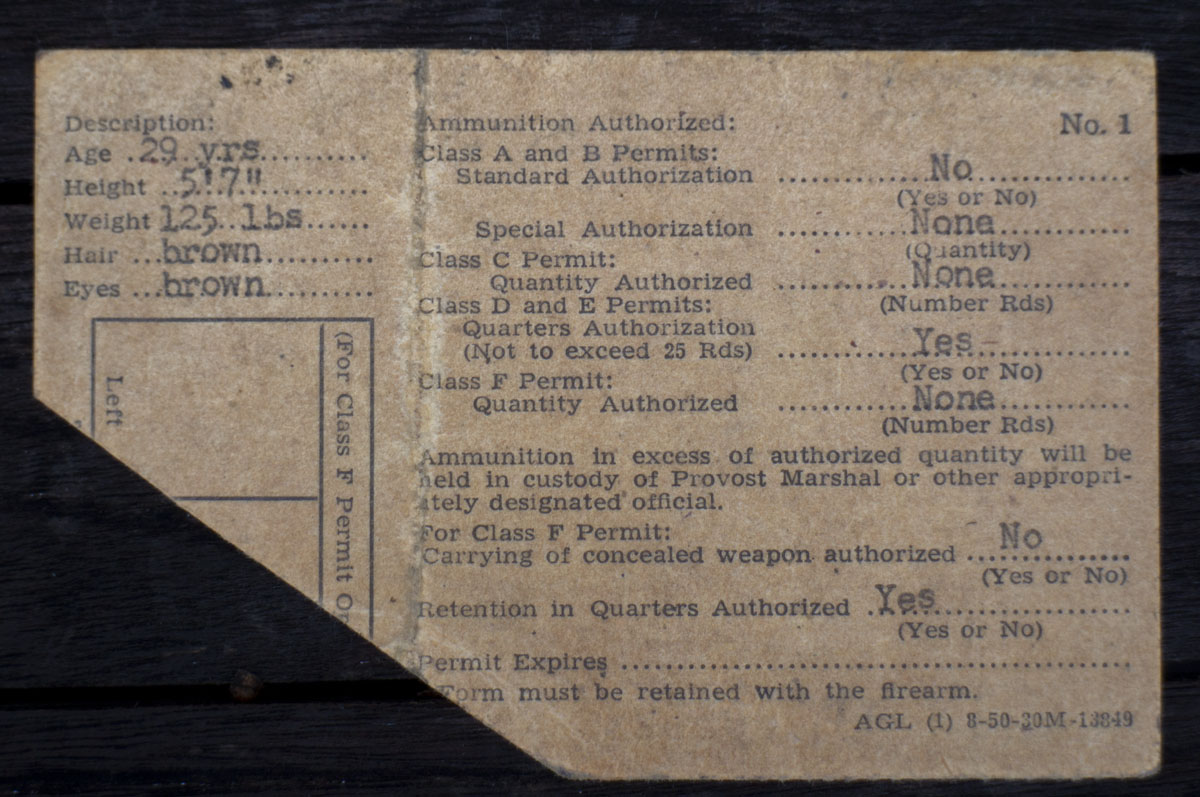 Description:
Age .29 yrs..........
Height ..5'7"..........
Weight 125 lbs......
Hair ...brown..........
Eyes ...brown..........
Left
(For Class F Permit O
Ammunition Authorized:
No. 1
Class A and B Permits:
Standard Authorization ............No............
(Yes or No)
Special Authorization ............None............
(Quantity)
Class C Permit:
Quantity Authorized ............None............
(Number Rds)
Class D and E Permits:
Quarters Authorization
(Not to exceed 25 Rds) ............Yes-............
(Yes or No)
Class F Permit:
Quantity Authorized ............None............
(Number Rds)
Ammunition in excess of authorized quantity will be
held in custody of Provost Marshal or other appropri-
ately designated official.
For Class F Permit:
Carrying of concealed weapon authorized ....No........
(Yes or No)
Retention in Quarters Authorized .Yes................
(Yes or No)
Permit Expires ..................................................
Form must be retained with the firearm.
AGL (1) 8-50-30M-13849